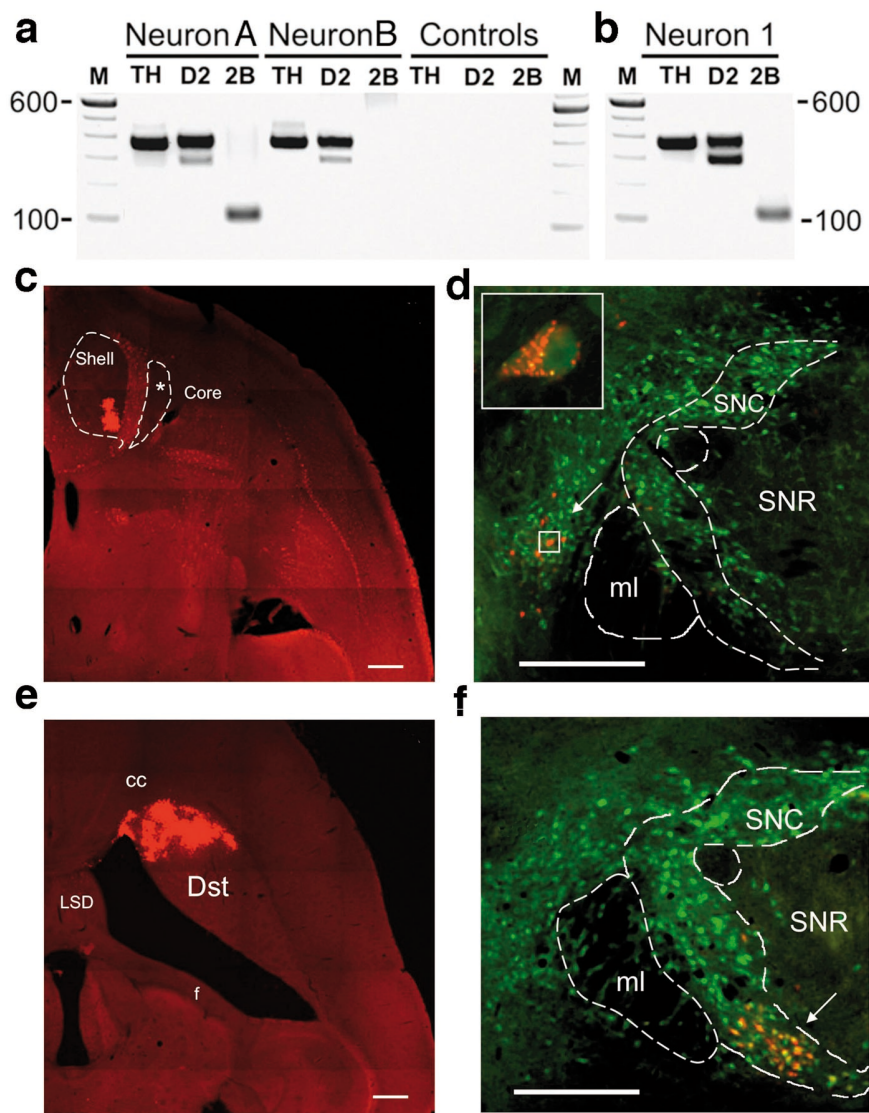 a
Neuron A NeuronB Controls
M TH D2 2B TH D2 2B TH D2 2B M
600
100
b
Neuron 1
M TH D2 2B
600
100
c
Shell
*
Core
d
SNC
SNR
ml
e
cc
Dst
LSD
f
f
SNC
SNR
ml